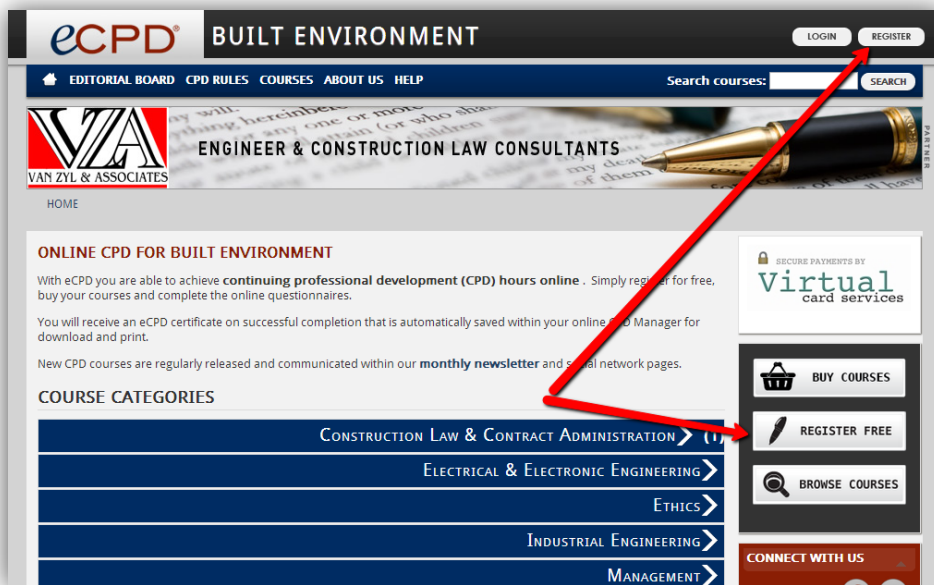 eCPD® BUILT ENVIRONMENT
LOGIN REGISTER
EDITORIAL BOARD CPD RULES COURSES ABOUT US HELP
Search courses: SEARCH
VZA
VAN ZYL & ASSOCIATES
ENGINEER & CONSTRUCTION LAW CONSULTANTS
PARTNER
HOME
ONLINE CPD FOR BUILT ENVIRONMENT
With eCPD you are able to achieve continuing professional development (CPD) hours online . Simply register for free,
buy your courses and complete the online questionnaires.
You will receive an eCPD certificate on successful completion that is automatically saved within your online CPD Manager for
download and print.
New CPD courses are regularly released and communicated within our monthly newsletter and social network pages.
COURSE CATEGORIES
CONSTRUCTION LAW & CONTRACT ADMINISTRATION (1)
ELECTRICAL & ELECTRONIC ENGINEERING
ETHICS
INDUSTRIAL ENGINEERING
MANAGEMENT
SECURE PAYMENTS BY
Virtual
card services
BUY COURSES
REGISTER FREE
BROWSE COURSES
CONNECT WITH US